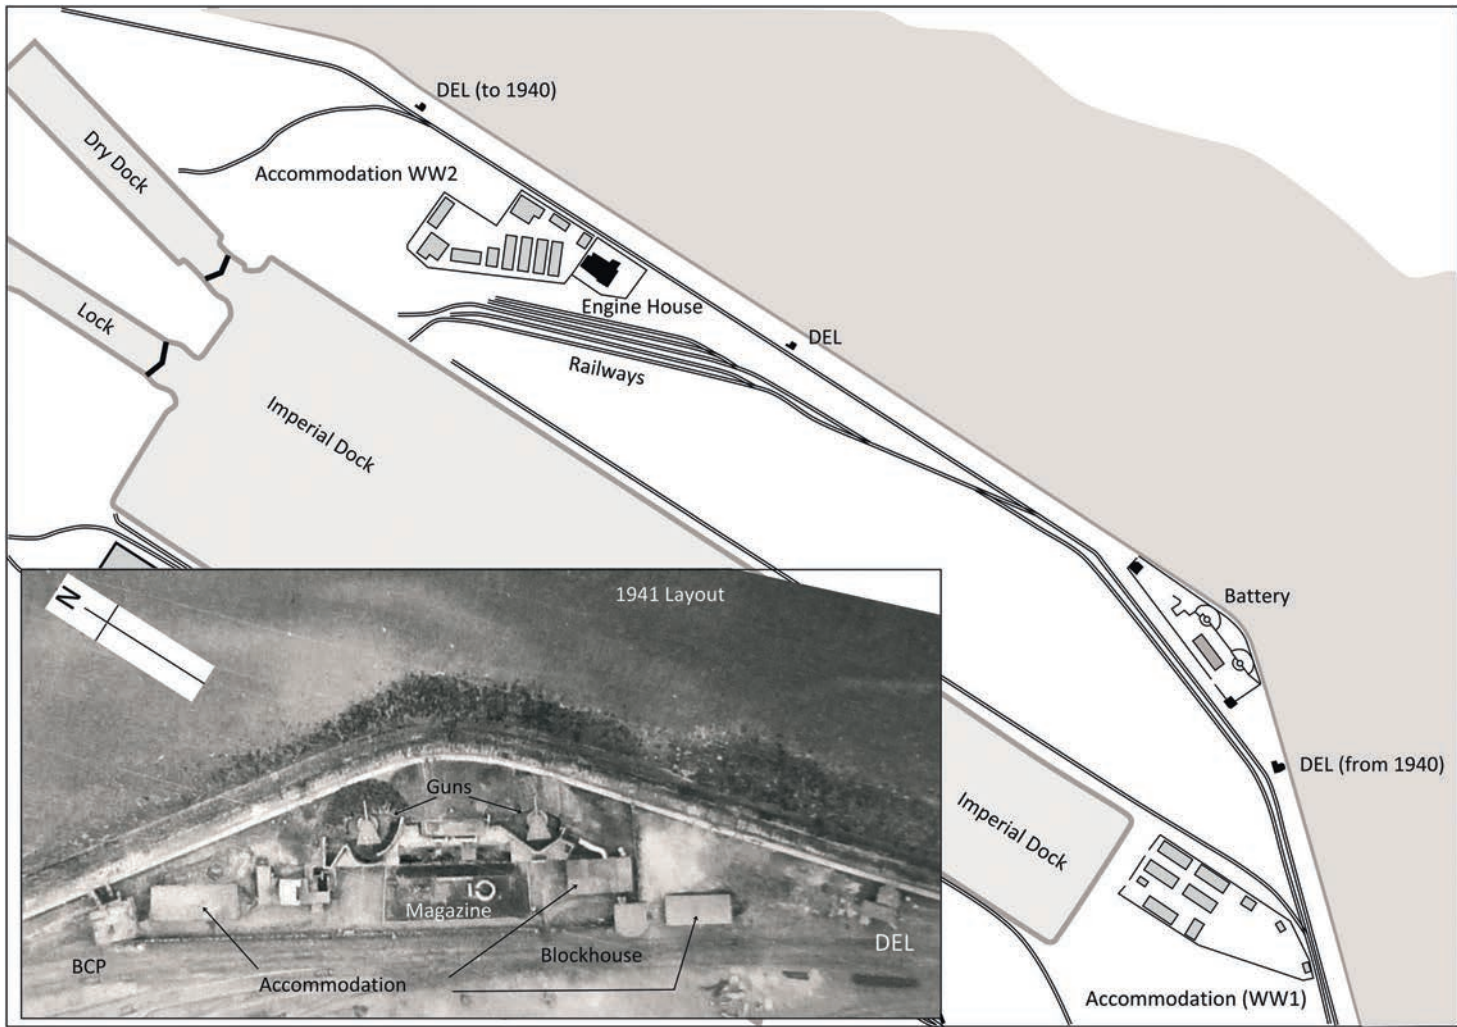 DEL (to 1940)
Dry Dock
Accommodation WW2
Lock
Engine House
DEL
Railways
Imperial Dock
Battery
DEL (from 1940)
Imperial Dock
Accommodation (WW1)
N
1941 Layout
Guns
Magazine
BCP
Accommodation
Blockhouse
DEL